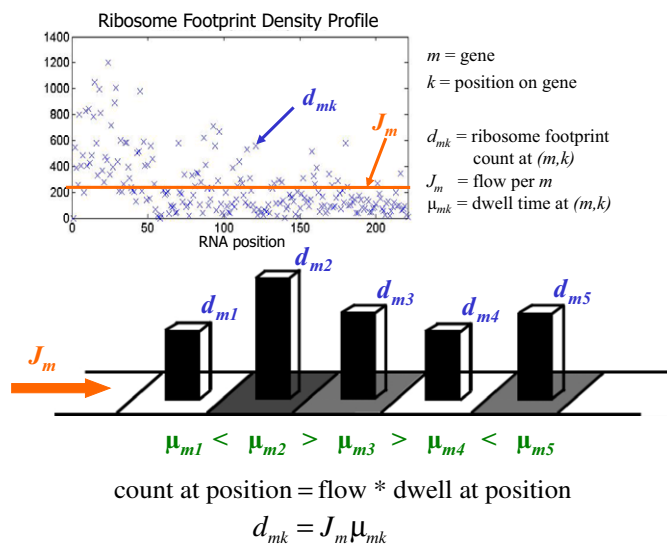 Ribosome Footprint Density Profile
1400
1200
1000
800
600
400
200
0
0 50 100 150 200
RNA position
d_mk
J_m
m = gene
k = position on gene
d_mk = ribosome footprint
count at (m,k)
J_m = flow per m
μ_mk = dwell time at (m,k)
d_m1
d_m2
d_m3
d_m4
d_m5
J_m
μ_m1 < μ_m2 > μ_m3 > μ_m4 < μ_m5
count at position = flow * dwell at position
d_mk = J_m μ_mk